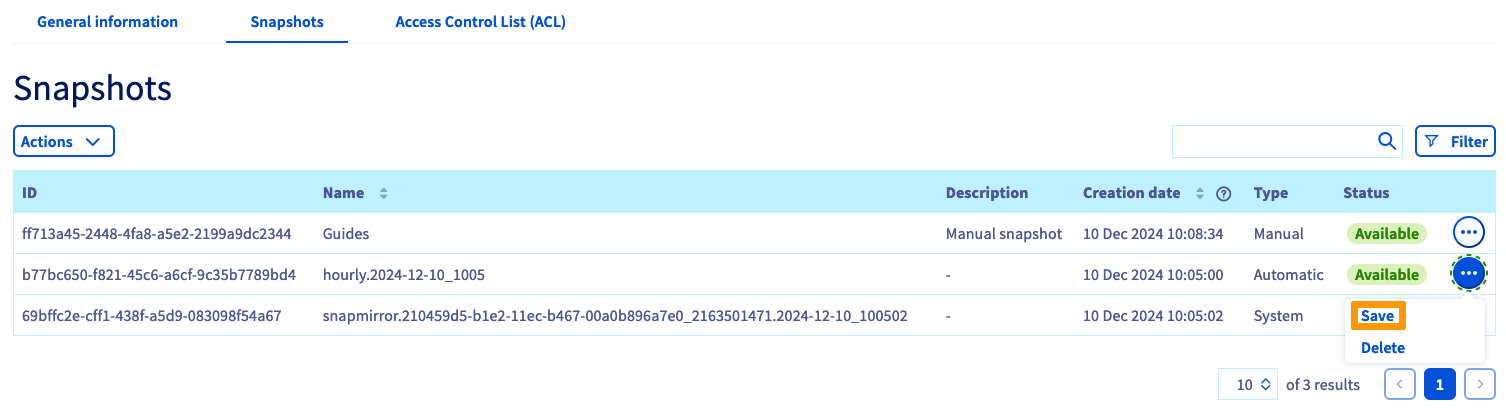 General information Snapshots Access Control List (ACL)
Snapshots
Actions Filter
ID Name Description Creation date Type Status
ff713a45-2448-4fa8-a5e2-2199a9dc2344 Guides Manual snapshot 10 Dec 2024 10:08:34 Manual Available
b77bc650-f821-45c6-a6cf-9c35b7789bd4 hourly.2024-12-10_1005 - 10 Dec 2024 10:05:00 Automatic Available
69bffc2e-cff1-438f-a5d9-083098f54a67 snapmirror.210459d5-b1e2-11ec-b467-00a0b896a7e0_2163501471.2024-12-10_100502 - 10 Dec 2024 10:05:02 System
Save
Delete
10 of 3 results 1